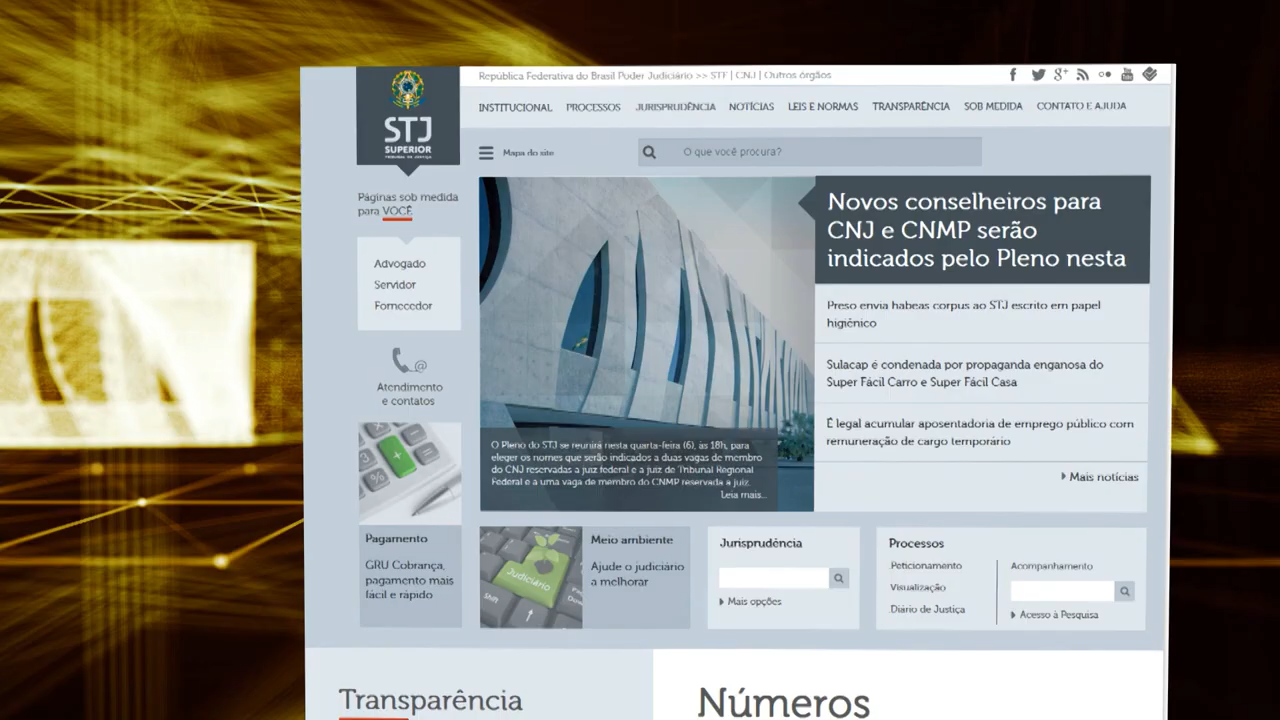 República Federativa do Brasil Poder Judiciário >> STF | CNJ | Outros órgãos
STJ
SUPERIOR
TRIBUNAL DE JUSTIÇA
INSTITUCIONAL PROCESSOS JURISPRUDÊNCIA NOTÍCIAS LEIS E NORMAS TRANSPARÊNCIA SOB MEDIDA CONTATO E AJUDA
Mapa do site
O que você procura?
Páginas sob medida
para VOCÊ
Advogado
Servidor
Fornecedor
Atendimento
e contatos
Novos conselheiros para
CNJ e CNMP serão
indicados pelo Pleno nesta
Preso envia habeas corpus ao STJ escrito em papel
higiênico
Sulacap é condenada por propaganda enganosa do
Super Fácil Carro e Super Fácil Casa
É legal acumular aposentadoria de emprego público com
remuneração de cargo temporário
Mais notícias
O Pleno do STJ se reunirá nesta quarta-feira (6), às 18h, para
eleger os nomes que serão indicados a duas vagas de membro
do CNJ reservadas a juiz federal e a juiz de Tribunal Regional
Federal e a uma vaga de membro do CNMP reservada a juiz.
Leia mais...
Pagamento
GRU Cobrança,
pagamento mais
fácil e rápido
Judiciário
Shift
Meio ambiente
Ajude o judiciário
a melhorar
Jurisprudência
Mais opções
Processos
Peticionamento
Visualização
Diário de Justiça
Acompanhamento
Acesso à Pesquisa
Transparência
Números